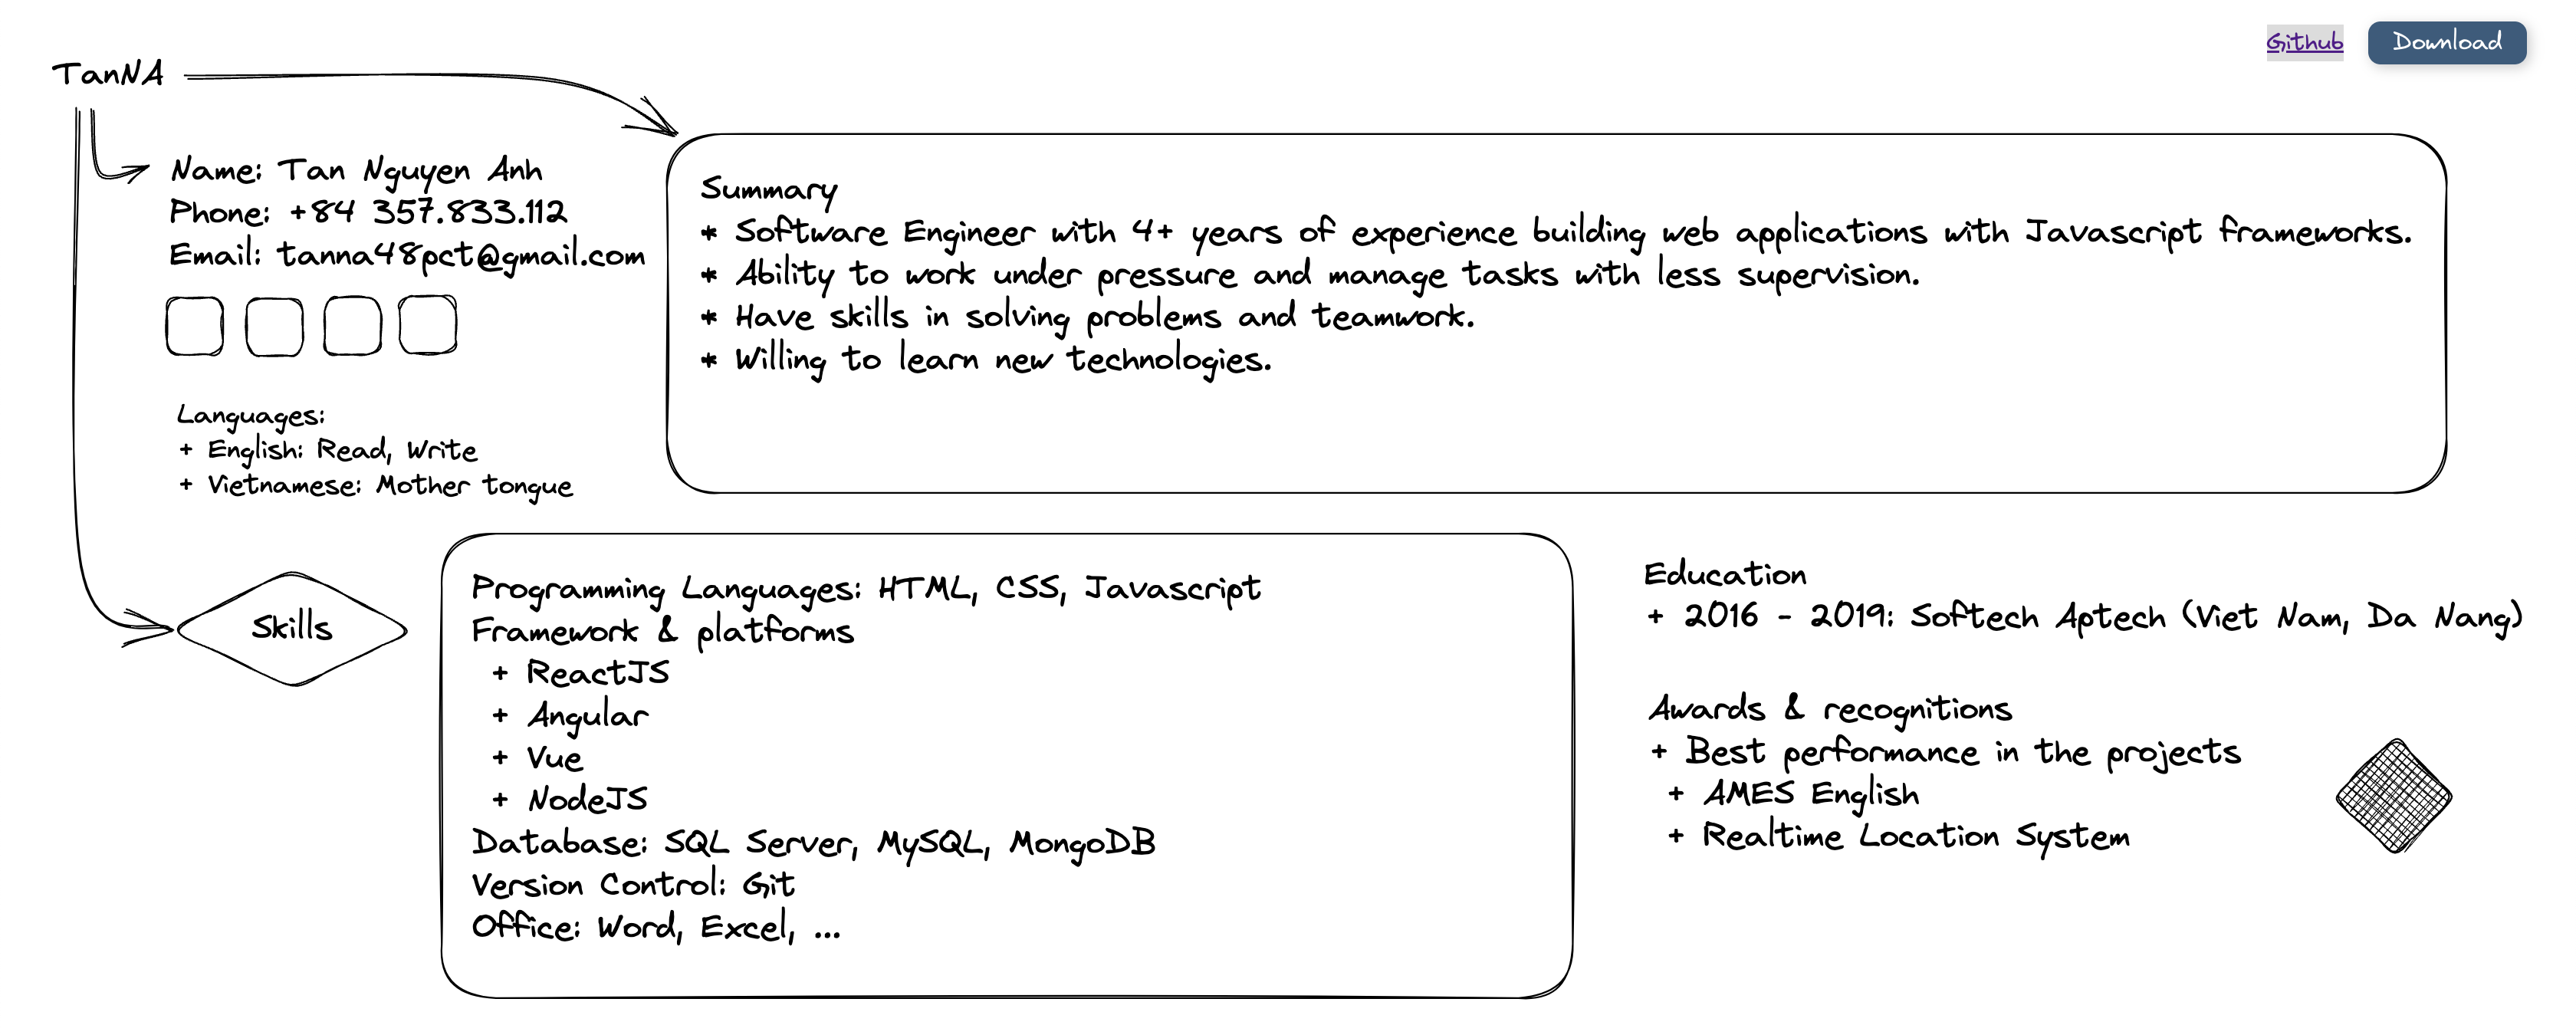 Github
Download
TanNA
Name: Tan Nguyen Anh
Phone: +84 357.833.112
Email: tanna48pct@gmail.com
Languages:
+ English: Read, Write
+ Vietnamese: Mother tongue
Summary
* Software Engineer with 4+ years of experience building web applications with Javascript frameworks.
* Ability to work under pressure and manage tasks with less supervision.
* Have skills in solving problems and teamwork.
* Willing to learn new technologies.
Skills
Programming Languages: HTML, CSS, Javascript
Framework & platforms
+ ReactJS
+ Angular
+ Vue
+ NodeJS
Database: SQL Server, MySQL, MongoDB
Version Control: Git
Office: Word, Excel, ...
Education
+ 2016 - 2019: Softech Aptech (Viet Nam, Da Nang)
Awards & recognitions
+ Best performance in the projects
+ AMES English
+ Realtime Location System